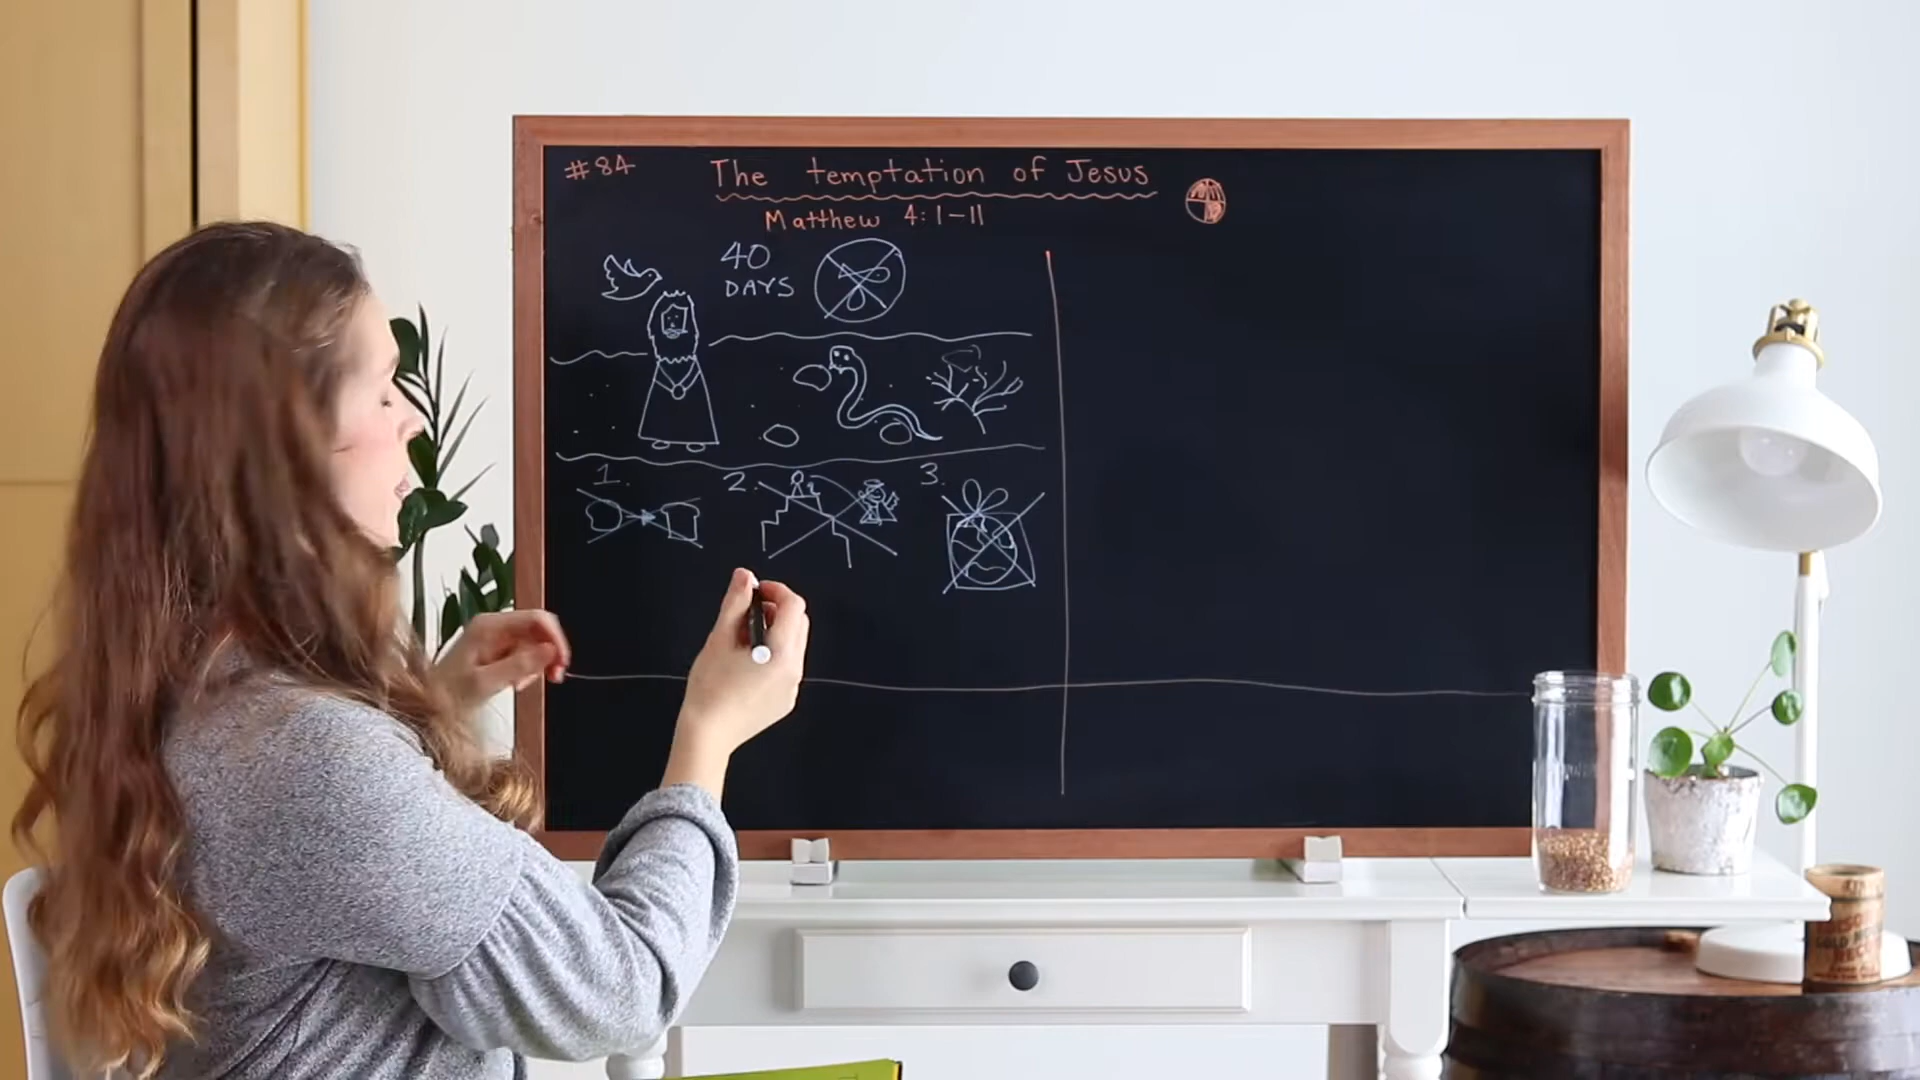 #84
The temptation of Jesus
Matthew 4:1-11
40
DAYS
1.
2.
3.